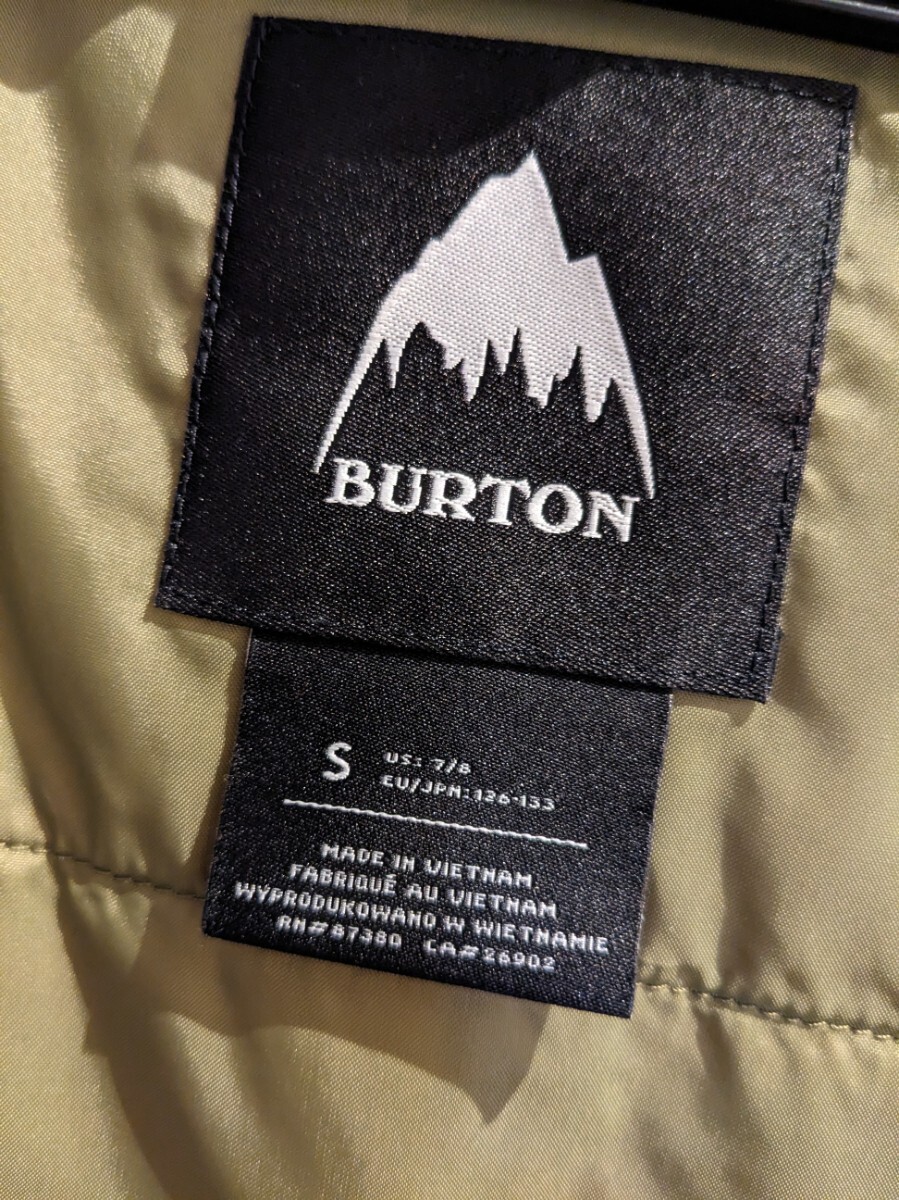 BURTON
S US: 7/8
EU/JPN: 126-133
MADE IN VIETNAM
FABRIQUÉ AU VIETNAM
WYPRODUKOWANO W WIETNAMIE
RN# 87380 CA# 26902